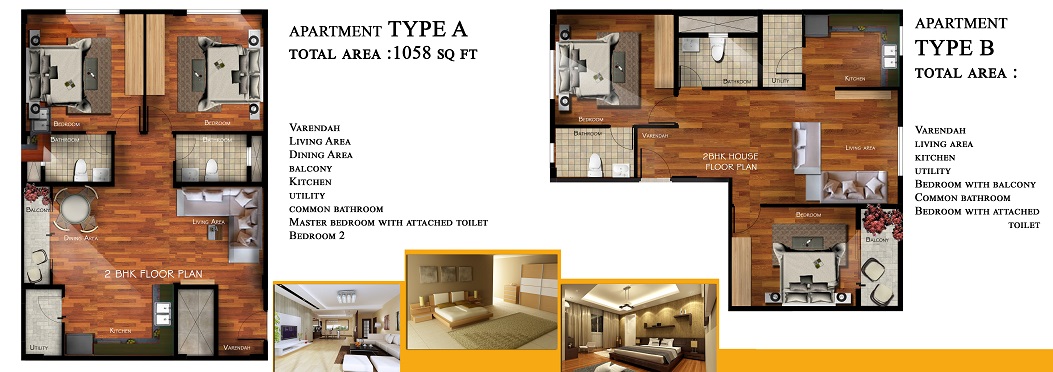 BEDROOM
BEDROOM
BATHROOM
BATHROOM
BALCONY
DINING AREA
LIVING AREA
2 BHK FLOOR PLAN
KITCHEN
UTILITY
VARENDAH
APARTMENT TYPE A
TOTAL AREA :1058 SQ FT
VARENDAH
LIVING AREA
DINING AREA
BALCONY
KITCHEN
UTILITY
COMMON BATHROOM
MASTER BEDROOM WITH ATTACHED TOILET
BEDROOM 2
BEDROOM
BATHROOM
UTILITY
KITCHEN
BATHROOM
VARENDAH
2BHK HOUSE
FLOOR PLAN
LIVING AREA
BEDROOM
BALCONY
APARTMENT
TYPE B
TOTAL AREA :
VARENDAH
LIVING AREA
KITCHEN
UTILITY
BEDROOM WITH BALCONY
COMMON BATHROOM
BEDROOM WITH ATTACHED
TOILET